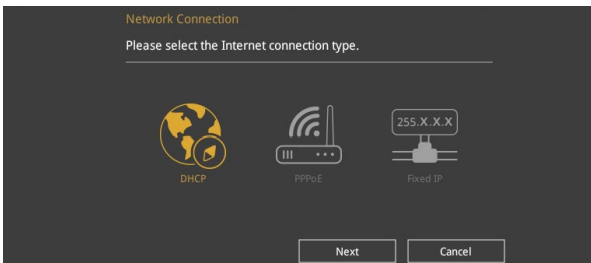 Network Connection
Please select the Internet connection type.
255.X.X.X
DHCP
PPPoE
Fixed IP
Next
Cancel